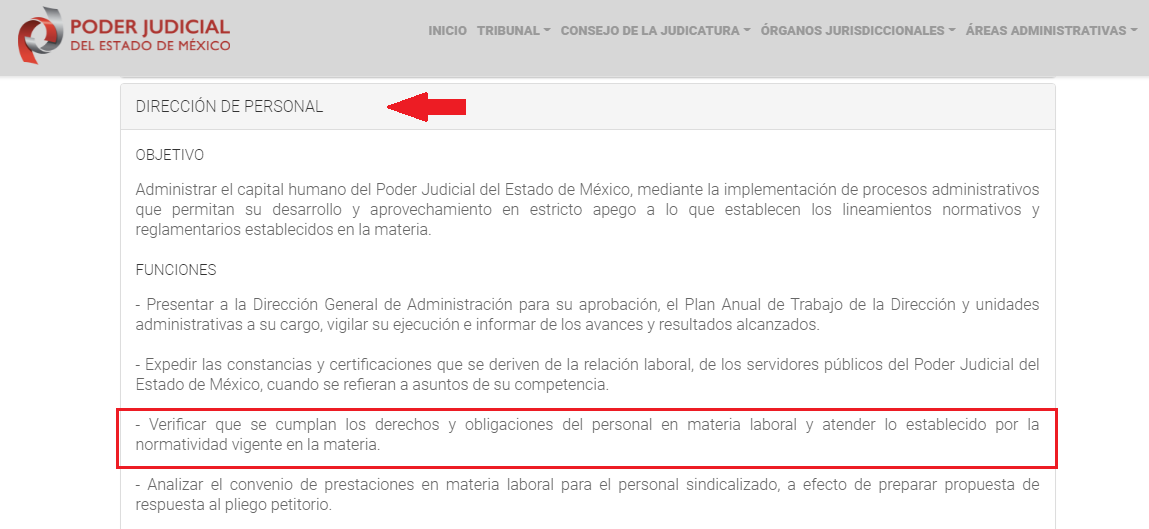 PODER JUDICIAL
DEL ESTADO DE MÉXICO
INICIO TRIBUNAL CONSEJO DE LA JUDICATURA ÓRGANOS JURISDICCIONALES ÁREAS ADMINISTRATIVAS
DIRECCIÓN DE PERSONAL
OBJETIVO
Administrar el capital humano del Poder Judicial del Estado de México, mediante la implementación de procesos administrativos
que permitan su desarrollo y aprovechamiento en estricto apego a lo que establecen los lineamientos normativos y
reglamentarios establecidos en la materia.
FUNCIONES
- Presentar a la Dirección General de Administración para su aprobación, el Plan Anual de Trabajo de la Dirección y unidades
administrativas a su cargo, vigilar su ejecución e informar de los avances y resultados alcanzados.
- Expedir las constancias y certificaciones que se deriven de la relación laboral, de los servidores públicos del Poder Judicial del
Estado de México, cuando se refieran a asuntos de su competencia.
- Verificar que se cumplan los derechos y obligaciones del personal en materia laboral y atender lo establecido por la
normatividad vigente en la materia.
- Analizar el convenio de prestaciones en materia laboral para el personal sindicalizado, a efecto de preparar propuesta de
respuesta al pliego petitorio.